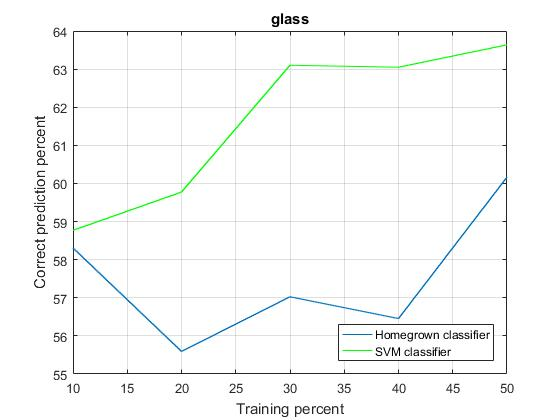 glass
64
63
62
61
60
59
58
57
56
55
Correct prediction percent
Homegrown classifier
SVM classifier
10 15 20 25 30 35 40 45 50
Training percent